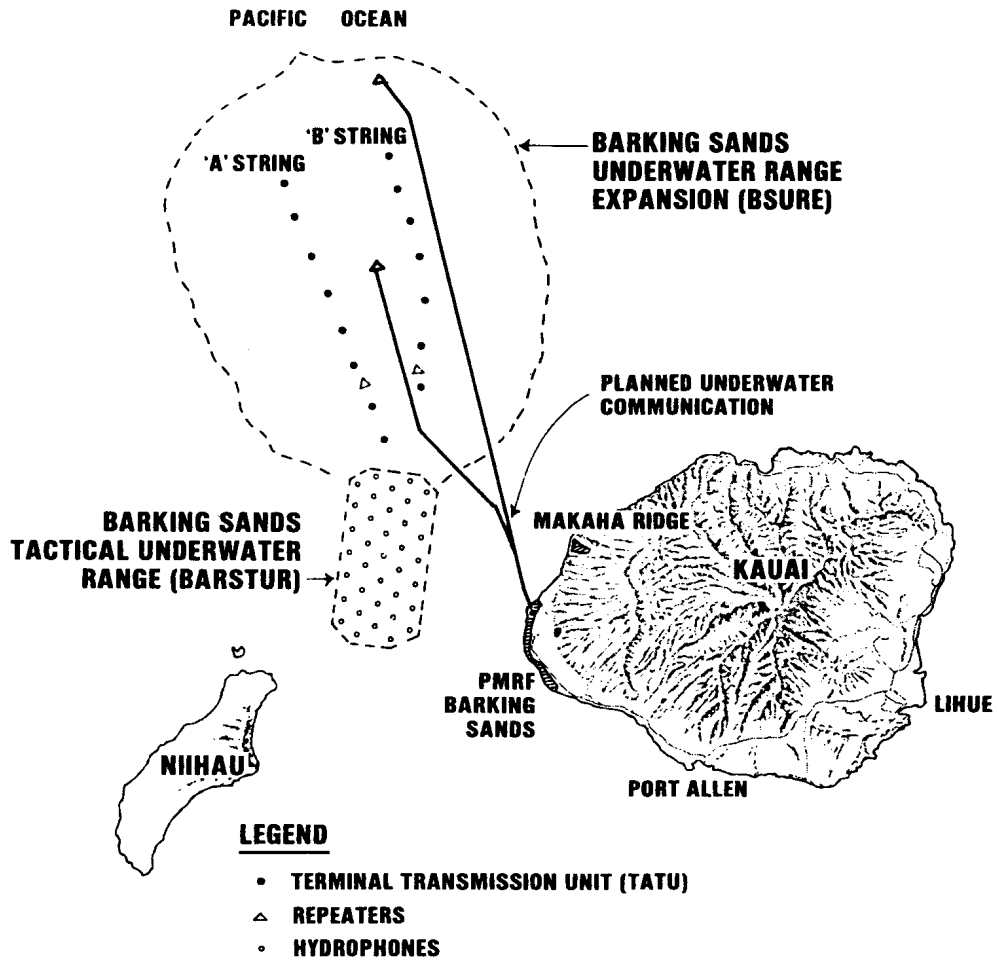 PACIFIC OCEAN
'B' STRING
'A' STRING
BARKING SANDS
UNDERWATER RANGE
EXPANSION (BSURE)
PLANNED UNDERWATER
COMMUNICATION
MAKAHA RIDGE
BARKING SANDS
TACTICAL UNDERWATER
RANGE (BARSTUR)
KAUAI
PMRF
BARKING
SANDS
LIHUE
NIIHAU
PORT ALLEN
LEGEND
TERMINAL TRANSMISSION UNIT (TATU)
REPEATERS
HYDROPHONES